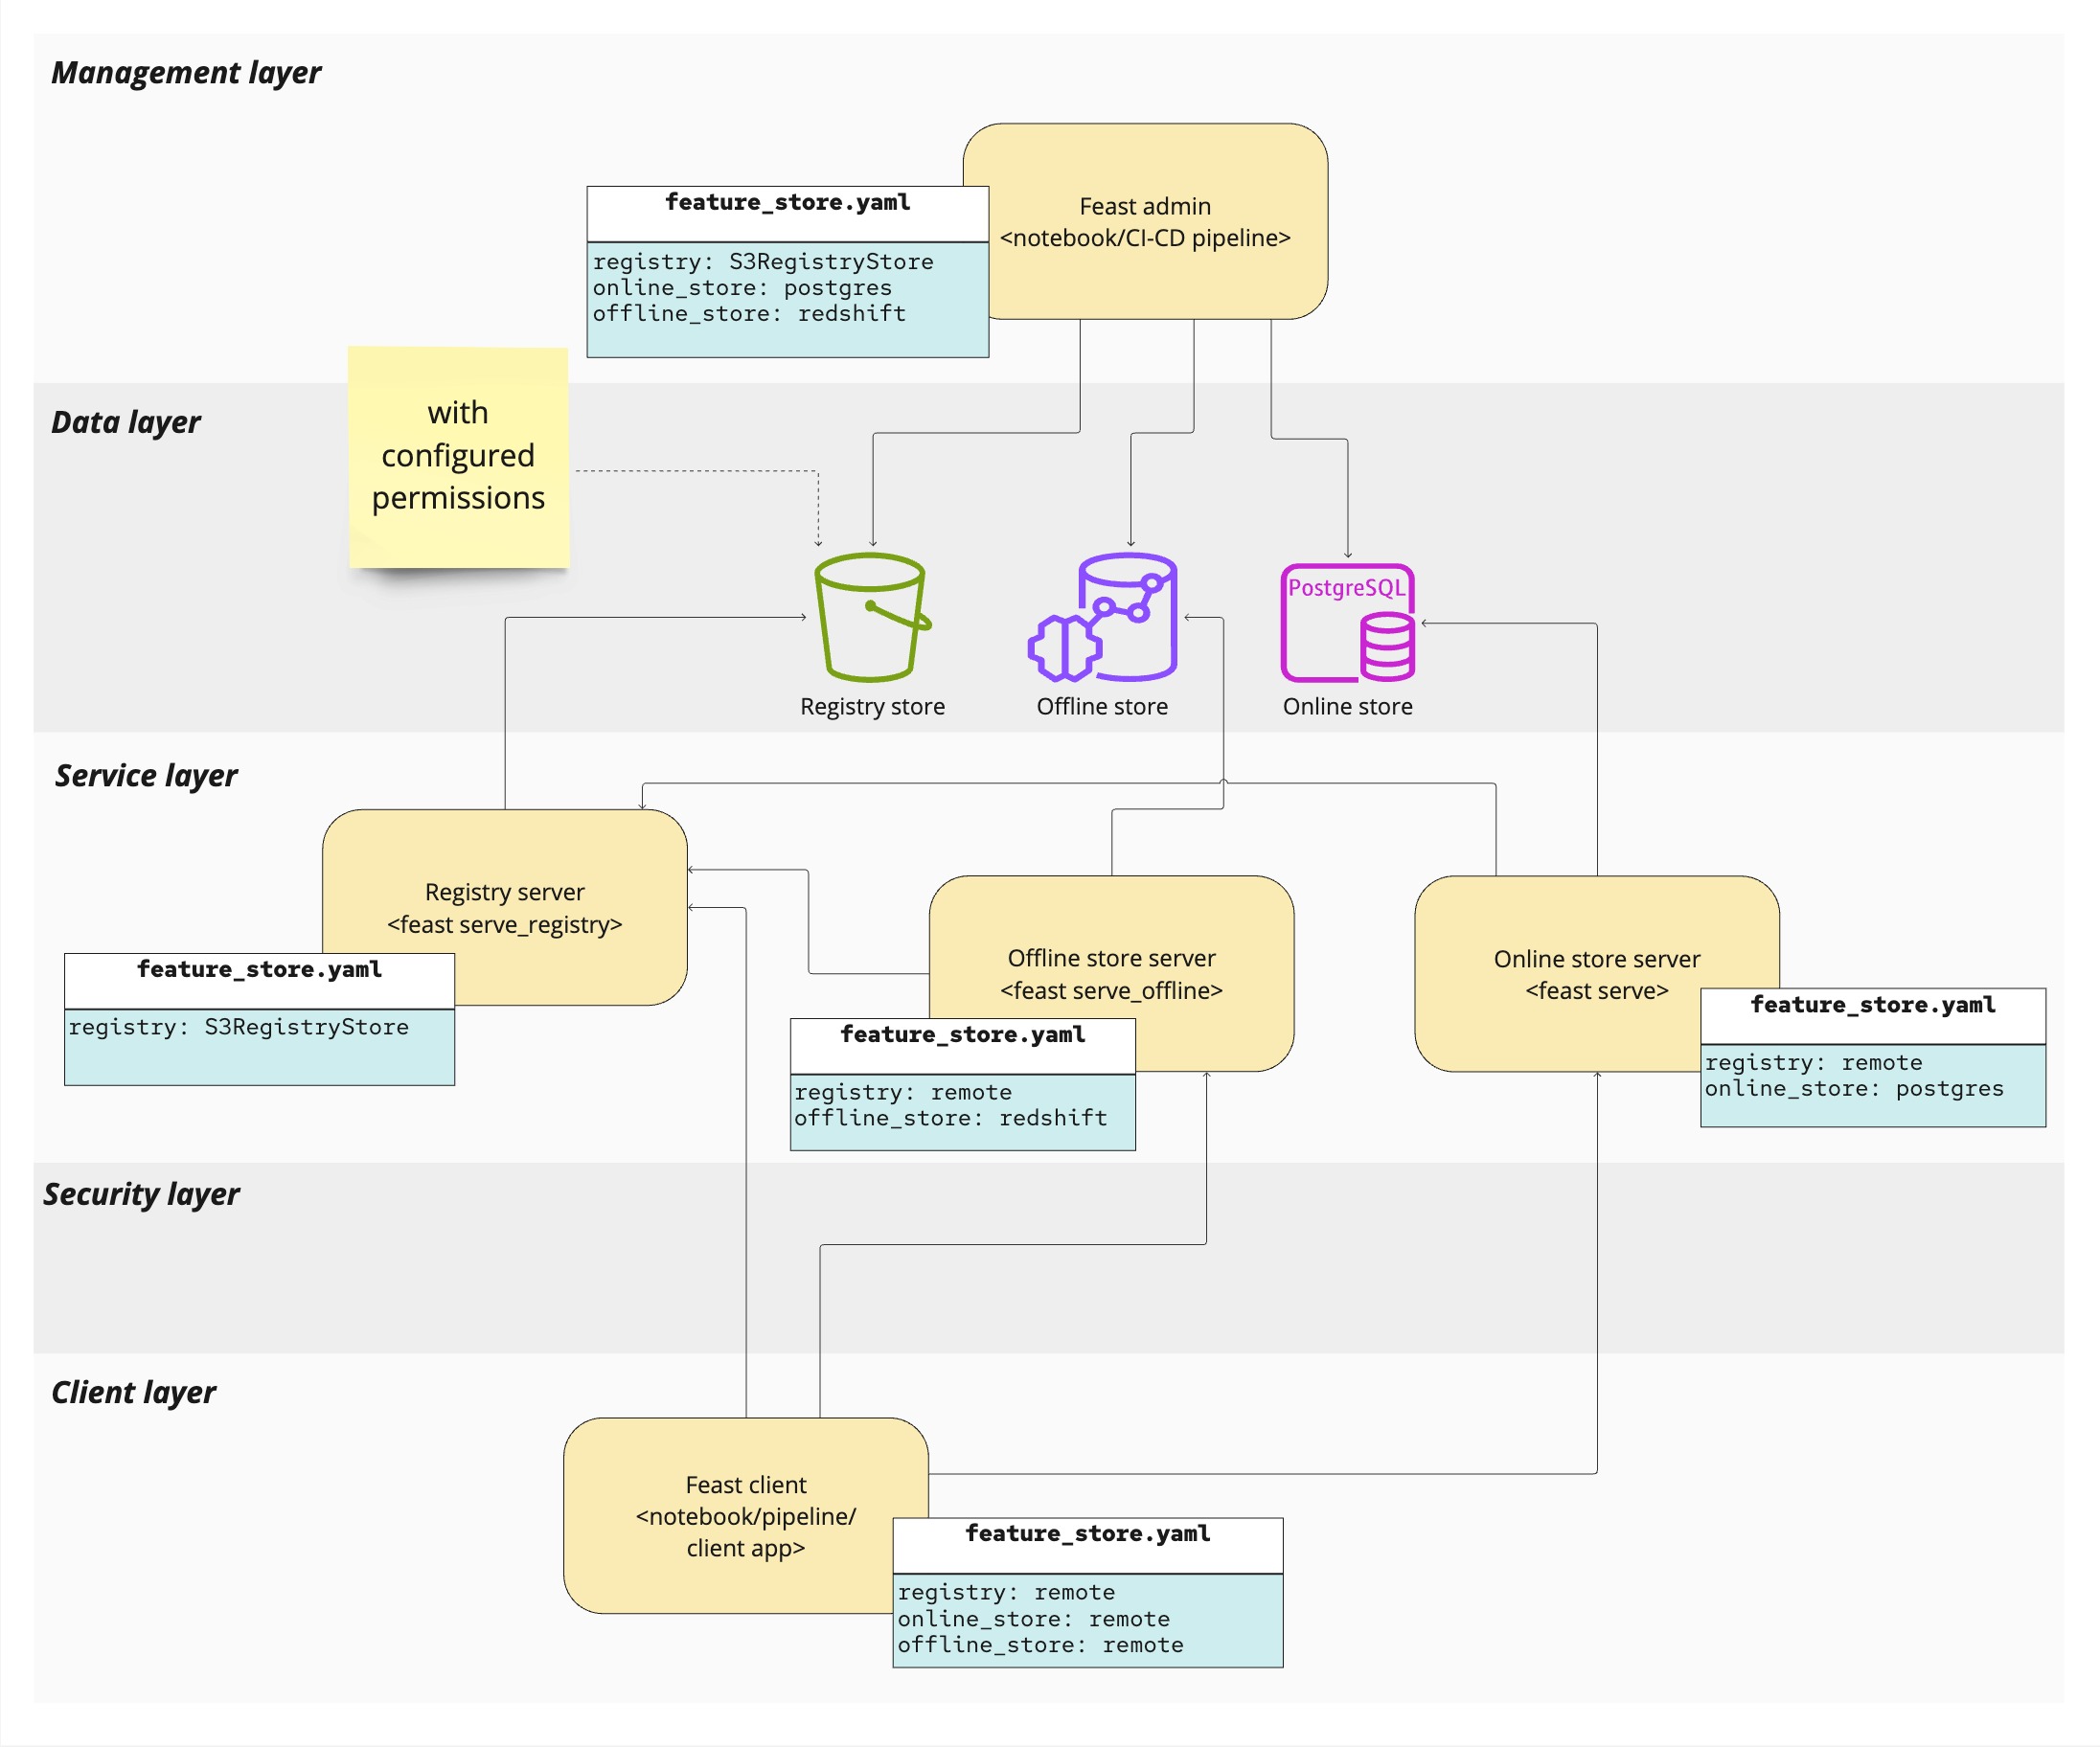 Management layer
Feast admin
<notebook/CI-CD pipeline>
feature_store.yaml
registry: S3RegistryStore
online_store: postgres
offline_store: redshift
Data layer
with
configured
permissions
PostgreSQL
Registry store
Offline store
Online store
Service layer
Registry server
<feast serve_registry>
feature_store.yaml
registry: S3RegistryStore
Offline store server
<feast serve_offline>
feature_store.yaml
registry: remote
offline_store: redshift
Online store server
<feast serve>
feature_store.yaml
registry: remote
online_store: postgres
Security layer
Client layer
Feast client
<notebook/pipeline/
client app>
feature_store.yaml
registry: remote
online_store: remote
offline_store: remote